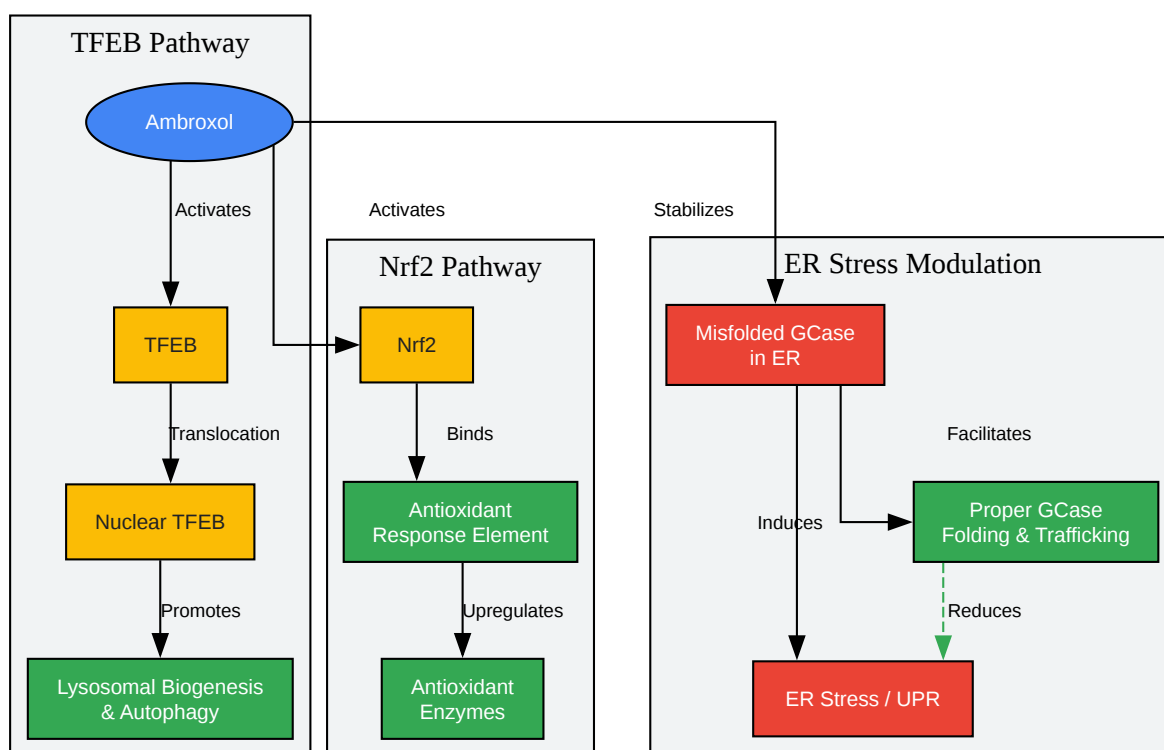 TFEB Pathway
Ambroxol
Activates
Activates
Stabilizes
Nrf2 Pathway
ER Stress Modulation
TFEB
Nrf2
Misfolded GCase
in ER
Translocation
Binds
Facilitates
Nuclear TFEB
Antioxidant
Response Element
Induces
Proper GCase
Folding & Trafficking
Promotes
Upregulates
Reduces
Lysosomal Biogenesis
& Autophagy
Antioxidant
Enzymes
ER Stress / UPR